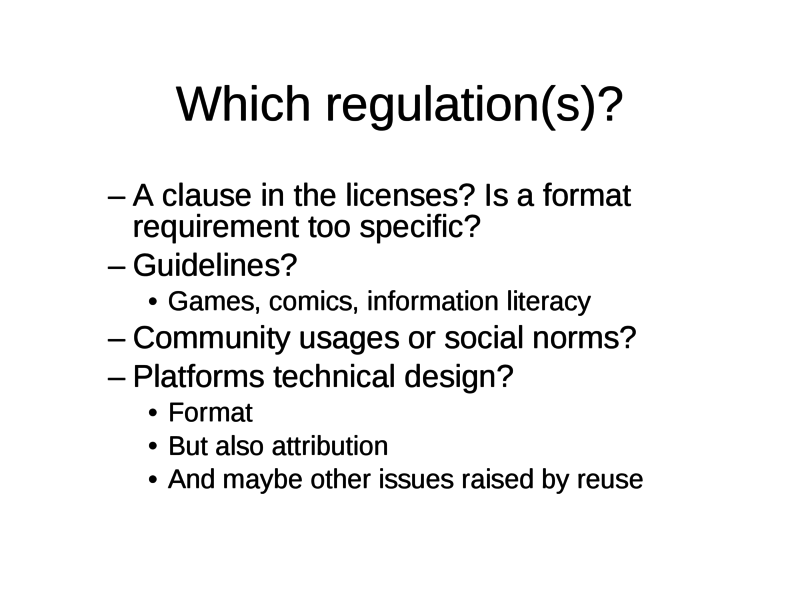 Which regulation(s)?
– A clause in the licenses? Is a format
requirement too specific?
– Guidelines?
• Games, comics, information literacy
– Community usages or social norms?
– Platforms technical design?
• Format
• But also attribution
• And maybe other issues raised by reuse